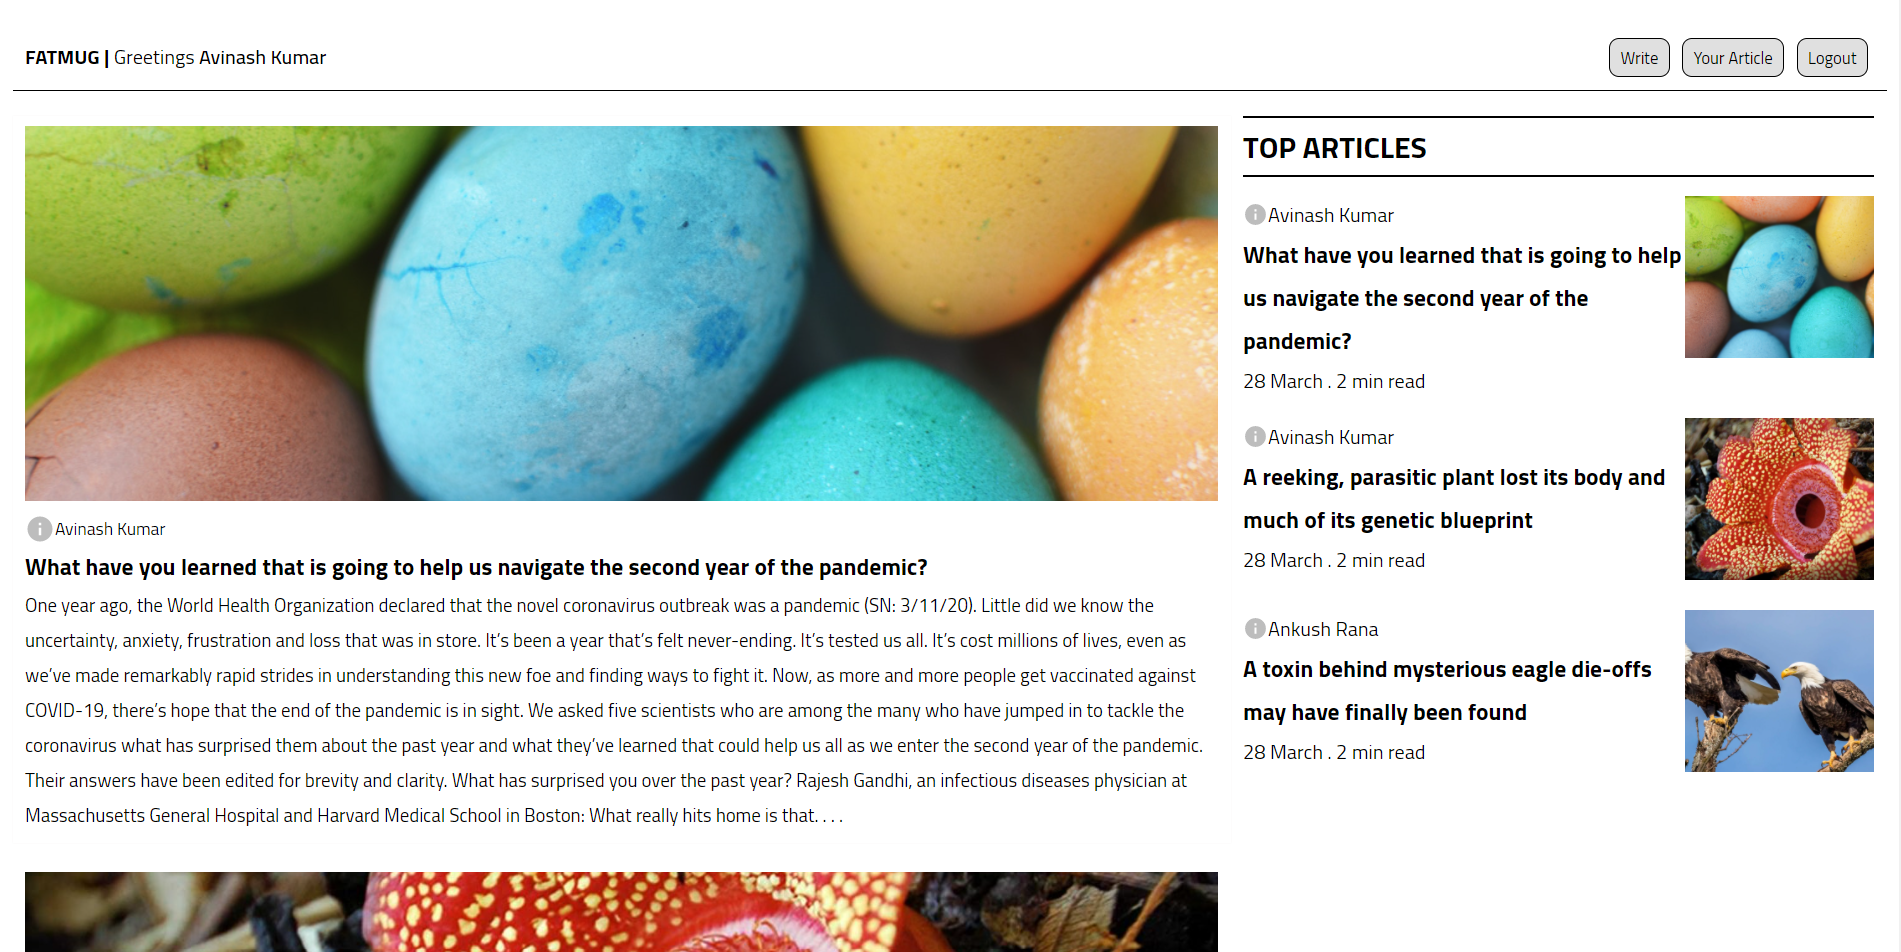 FATMUG | Greetings Avinash Kumar
Write
Your Article
Logout
Avinash Kumar
What have you learned that is going to help us navigate the second year of the pandemic?
One year ago, the World Health Organization declared that the novel coronavirus outbreak was a pandemic (SN: 3/11/20). Little did we know the
uncertainty, anxiety, frustration and loss that was in store. It’s been a year that’s felt never-ending. It’s tested us all. It’s cost millions of lives, even as
we’ve made remarkably rapid strides in understanding this new foe and finding ways to fight it. Now, as more and more people get vaccinated against
COVID-19, there’s hope that the end of the pandemic is in sight. We asked five scientists who are among the many who have jumped in to tackle the
coronavirus what has surprised them about the past year and what they’ve learned that could help us all as we enter the second year of the pandemic.
Their answers have been edited for brevity and clarity. What has surprised you over the past year? Rajesh Gandhi, an infectious diseases physician at
Massachusetts General Hospital and Harvard Medical School in Boston: What really hits home is that. . . .
TOP ARTICLES
Avinash Kumar
What have you learned that is going to help
us navigate the second year of the
pandemic?
28 March . 2 min read
Avinash Kumar
A reeking, parasitic plant lost its body and
much of its genetic blueprint
28 March . 2 min read
Ankush Rana
A toxin behind mysterious eagle die-offs
may have finally been found
28 March . 2 min read